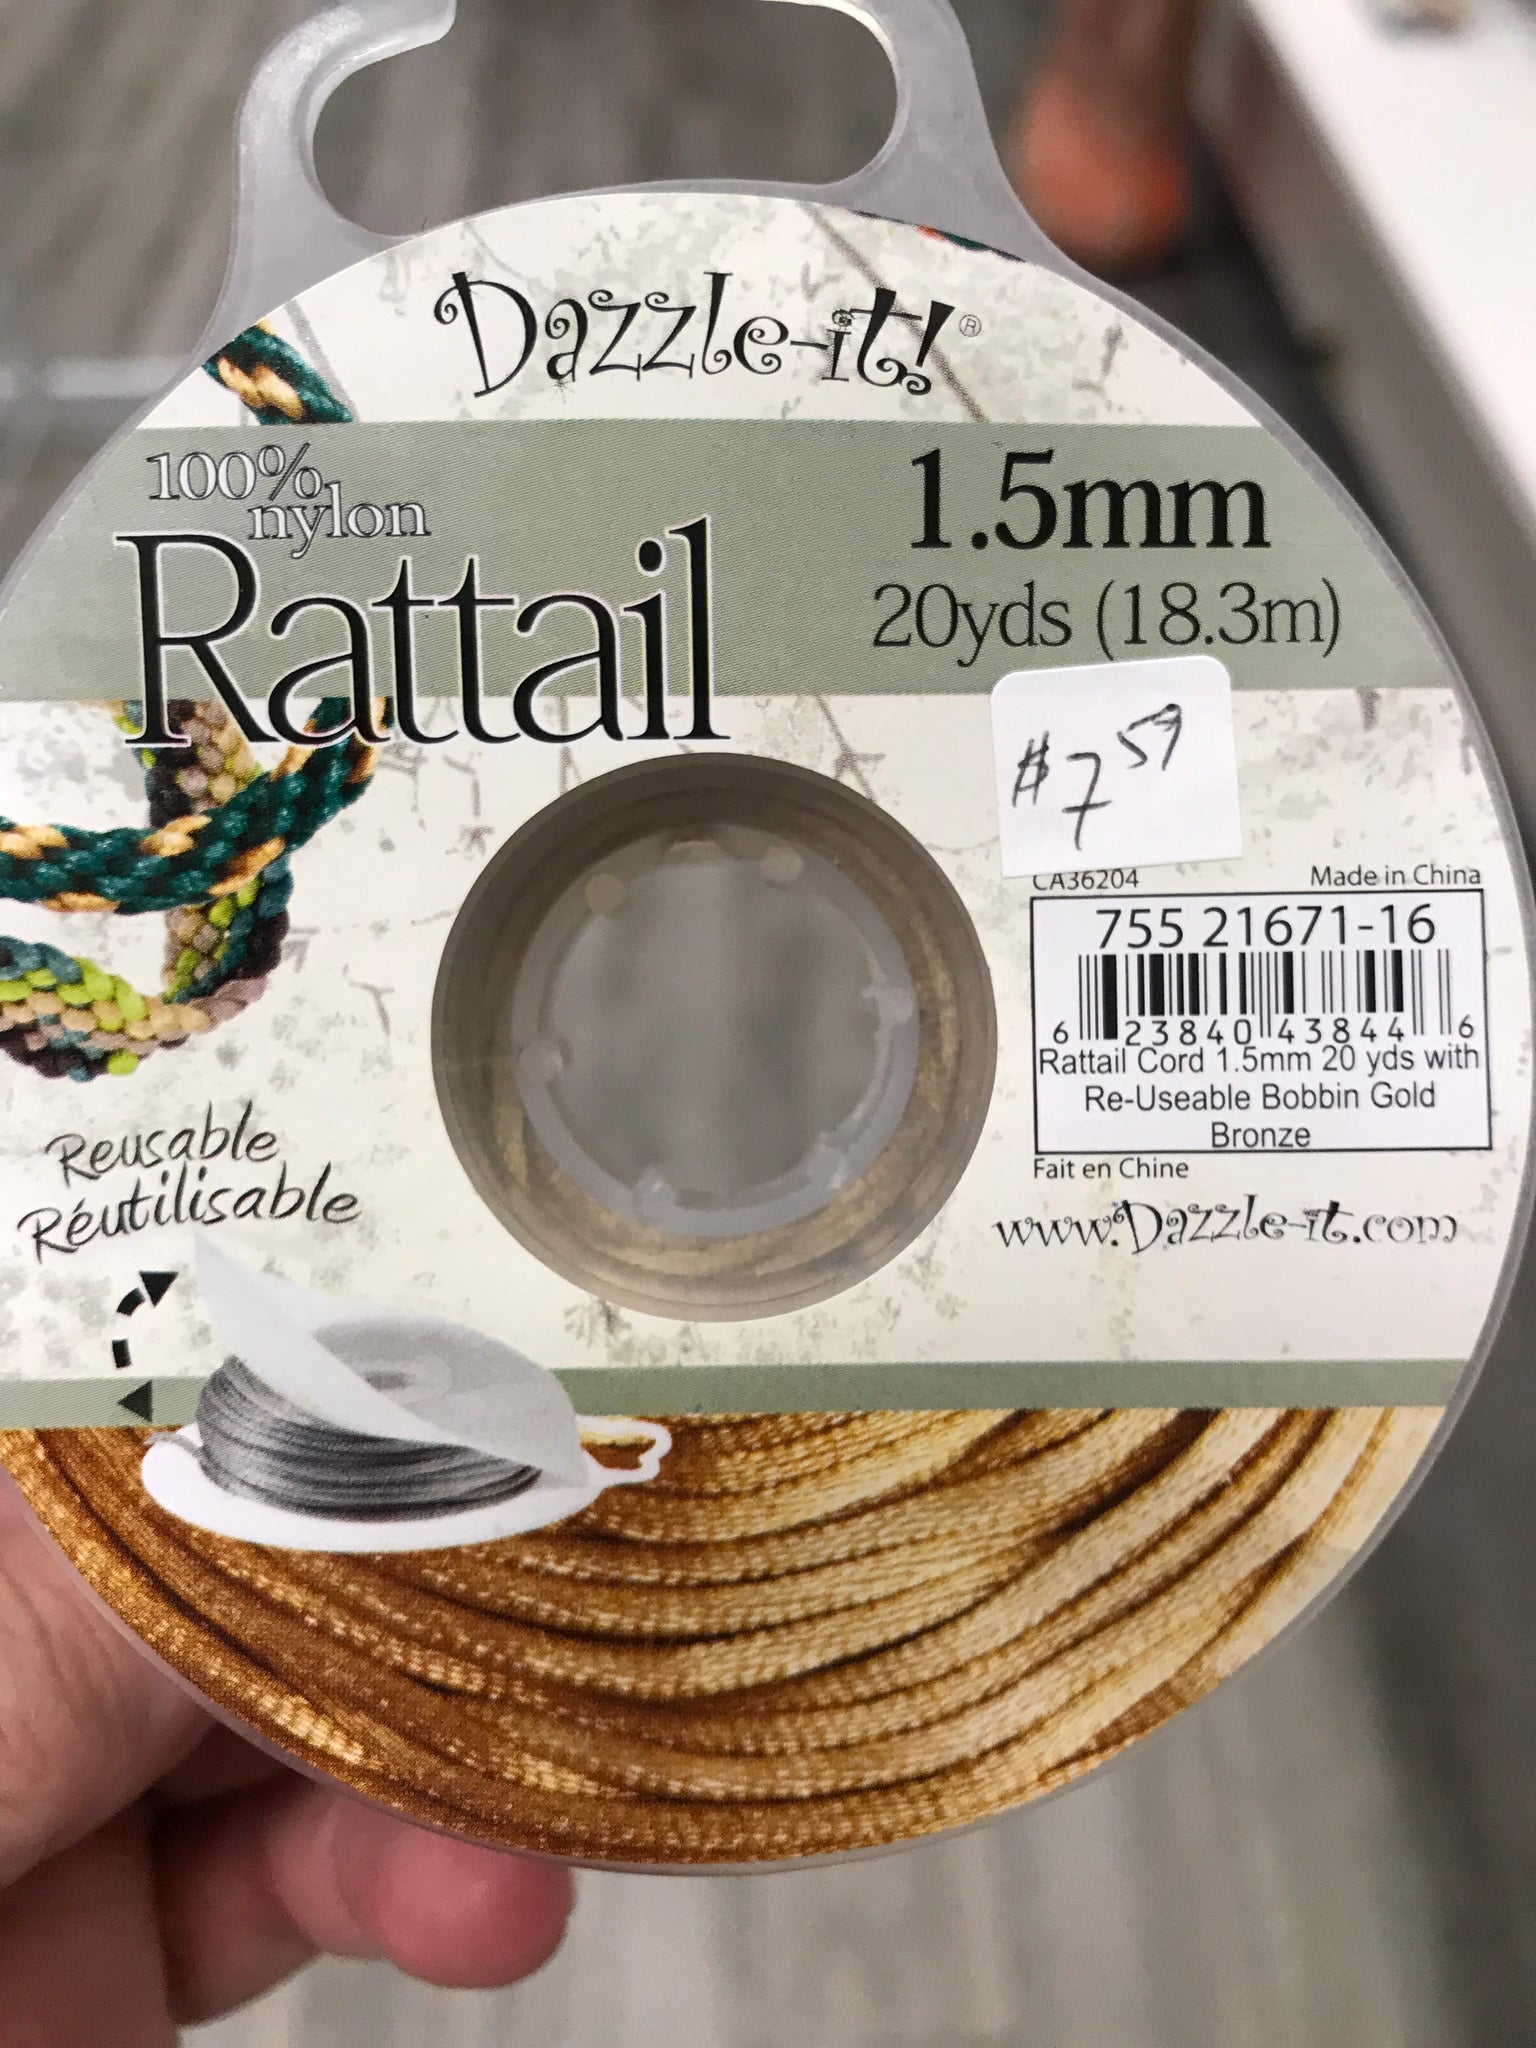 Dazzle-it!®
100%
nylon
Rattail
1.5mm
20yds (18.3m)
$7.59
CA36204
Made in China
755 21671-16
6 23840 43844 6
Rattail Cord 1.5mm 20 yds with
Re-Useable Bobbin Gold
Bronze
Fait en Chine
www.Dazzle-it.com
Reusable
Réutilisable